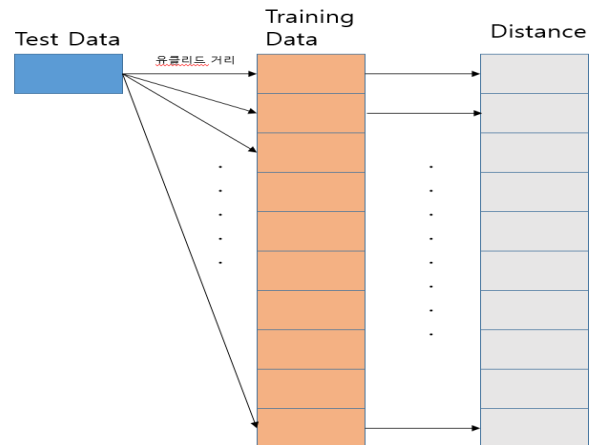 Test Data
유클리드 거리
Training
Data
Distance